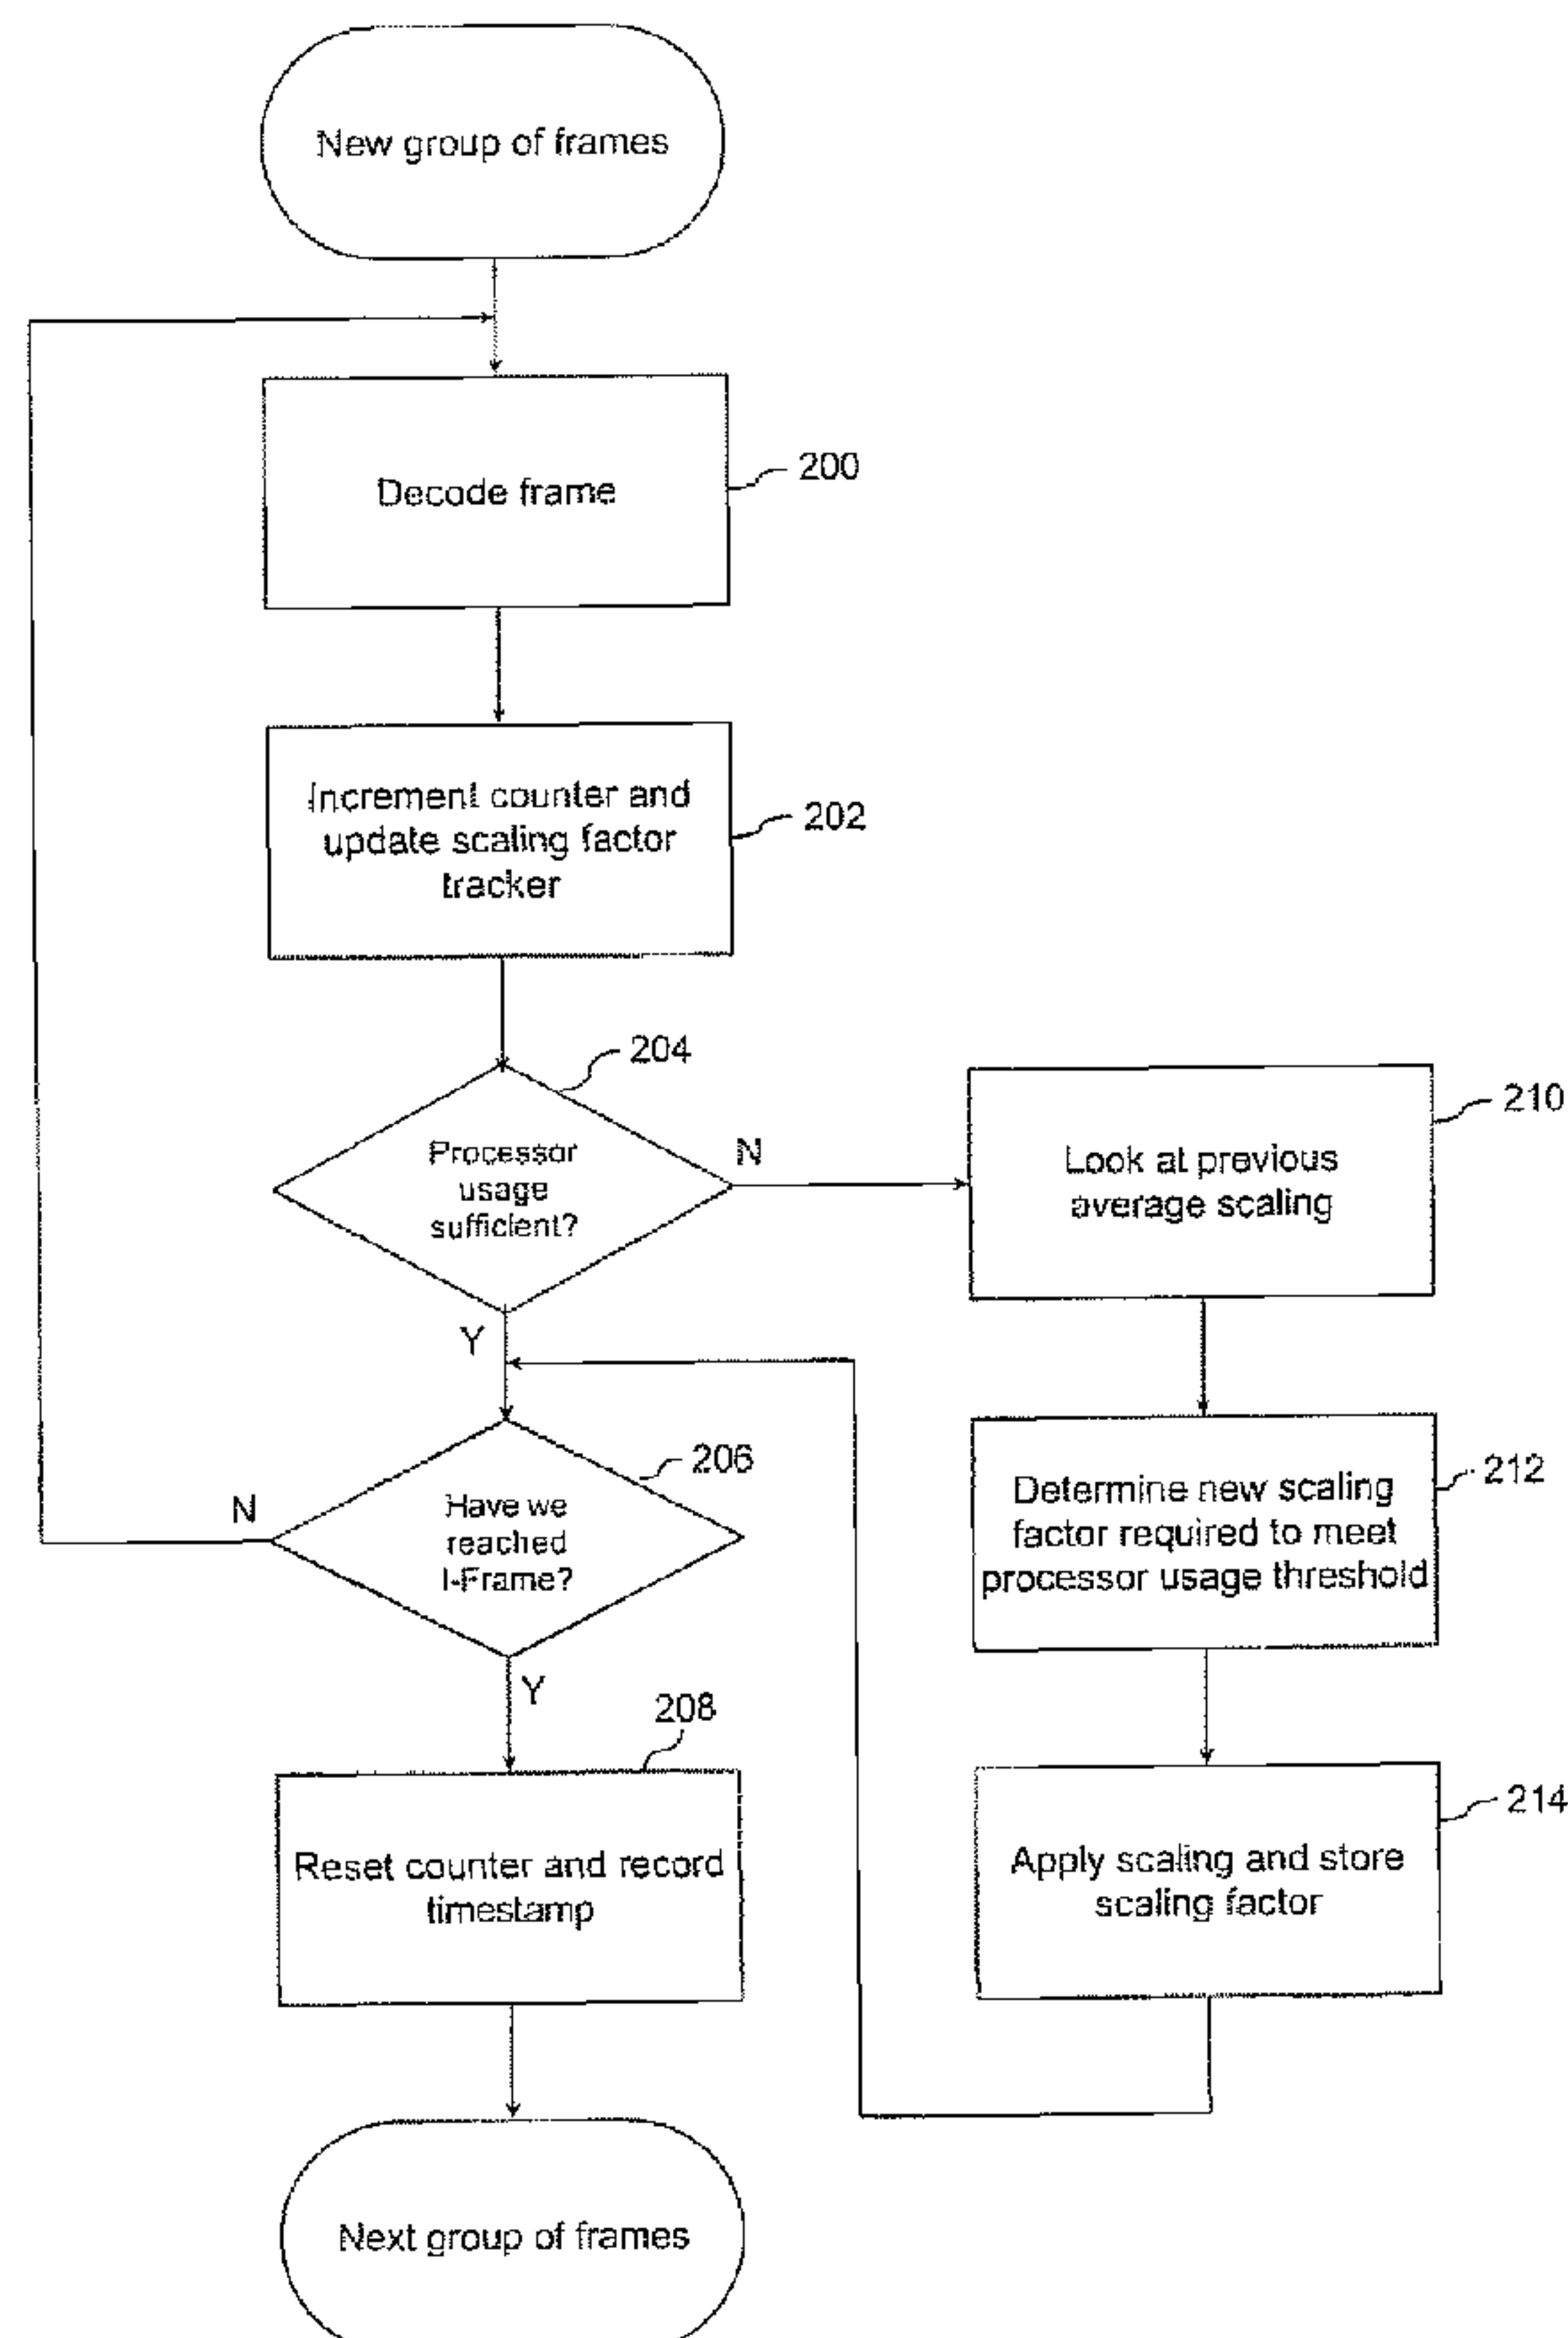 New group of frames
Decode frame
200
Increment counter and
update scaling factor
tracker
202
204
Processor
usage
sufficient?
N
Y
Look at previous
average scaling
210
206
Have we
reached
I-Frame?
N
Y
Determine new scaling
factor required to meet
processor usage threshold
212
208
Reset counter and record
timestamp
Apply scaling and store
scaling factor
214
Next group of frames